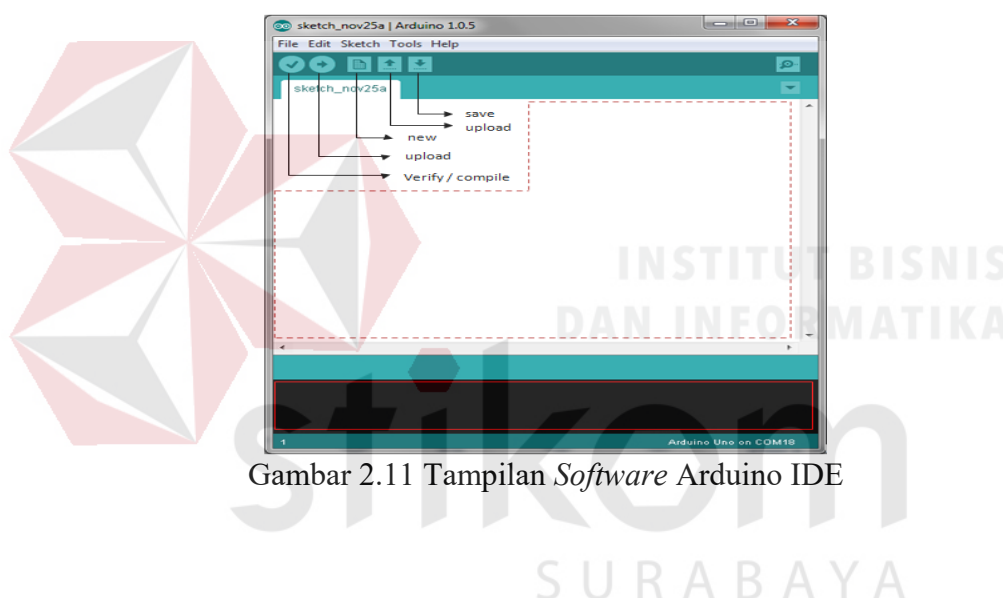 sketch_nov25a | Arduino 1.0.5
File Edit Sketch Tools Help
sketch_nov25a
save
upload
new
upload
Verify / compile
INSTITUT BISNIS
DAN INFORMATIKA
stikom
1
Arduino Uno on COM18
Gambar 2.11 Tampilan Software Arduino IDE
SURABAYA